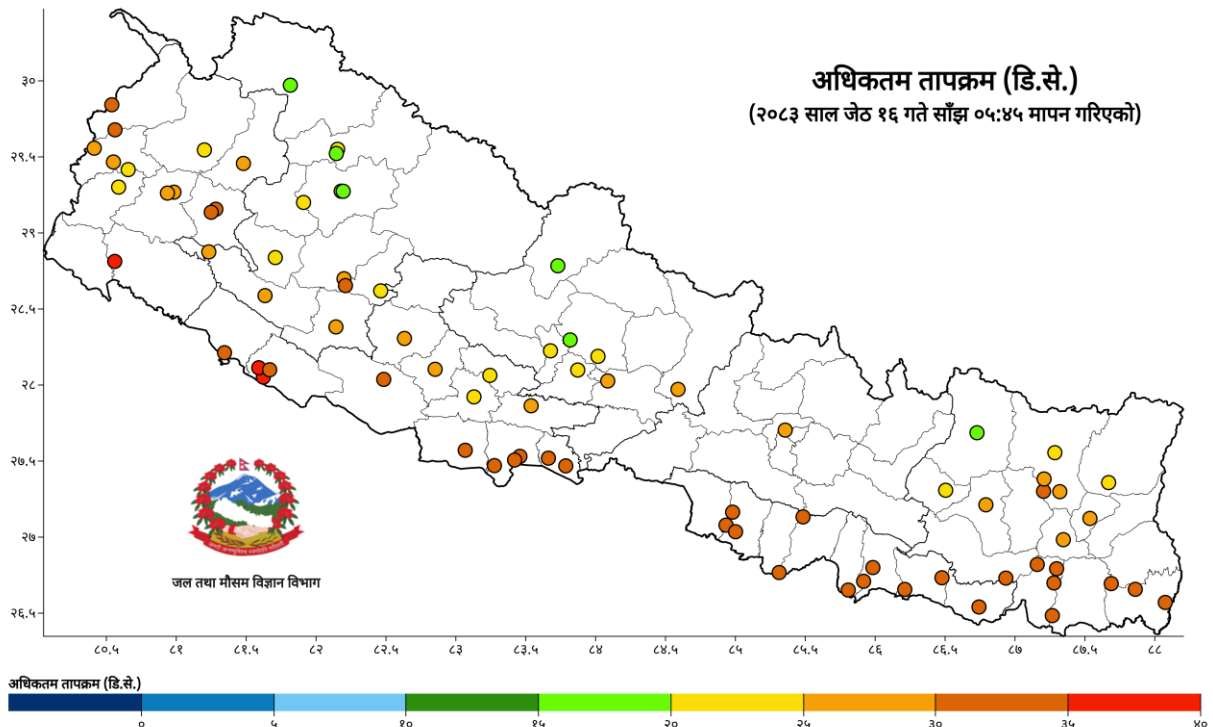 अधिकतम तापक्रम (डि.से.)
(२०८३ साल जेठ १६ गते साँझ ०५:४५ मापन गरिएको)
३०
२९.५
२९
२८.५
२८
२७.५
२७
२६.५
जल तथा मौसम विज्ञान विभाग
८०.५ ८१ ८१.५ ८२ ८२.५ ८३ ८३.५ ८४ ८४.५ ८५ ८५.५ ८६ ८६.५ ८७ ८७.५ ८८
अधिकतम तापक्रम (डि.से.)
० ५ १० १५ २० २५ ३० ३५ ४०